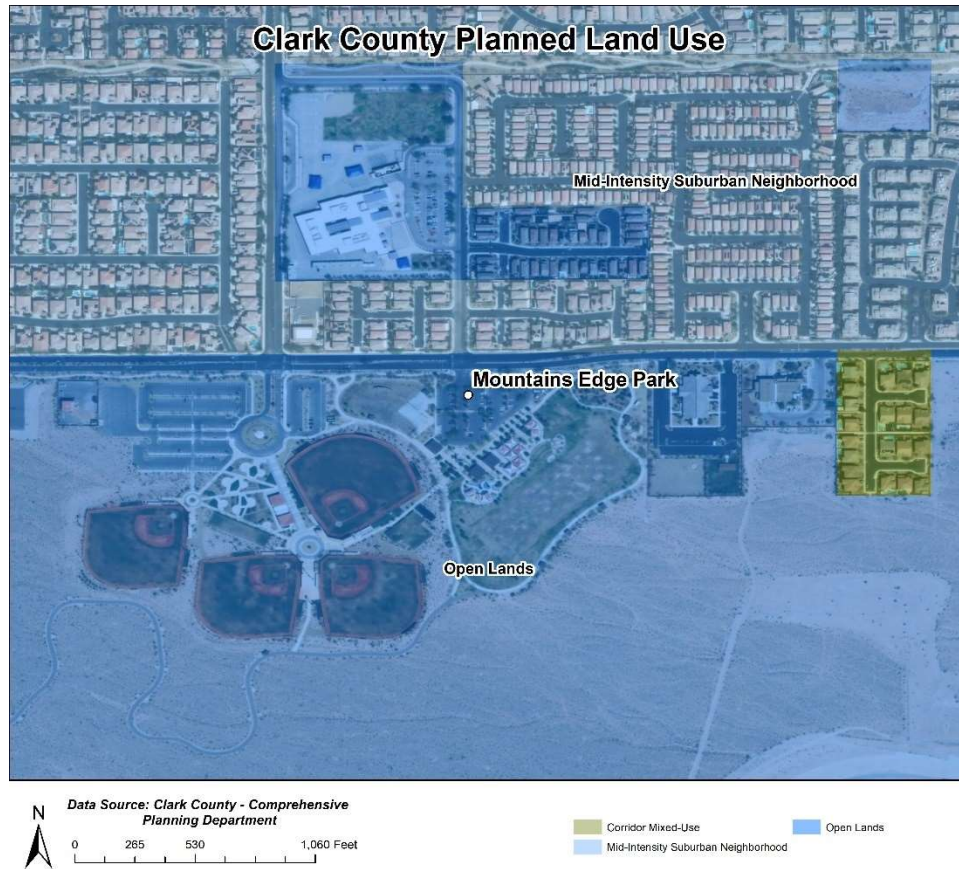 Clark County Planned Land Use
Mid-Intensity Suburban Neighborhood
Mountains Edge Park
Open Lands
N
Data Source: Clark County - Comprehensive
Planning Department
0 265 530 1,060 Feet
Corridor Mixed-Use
Open Lands
Mid-Intensity Suburban Neighborhood